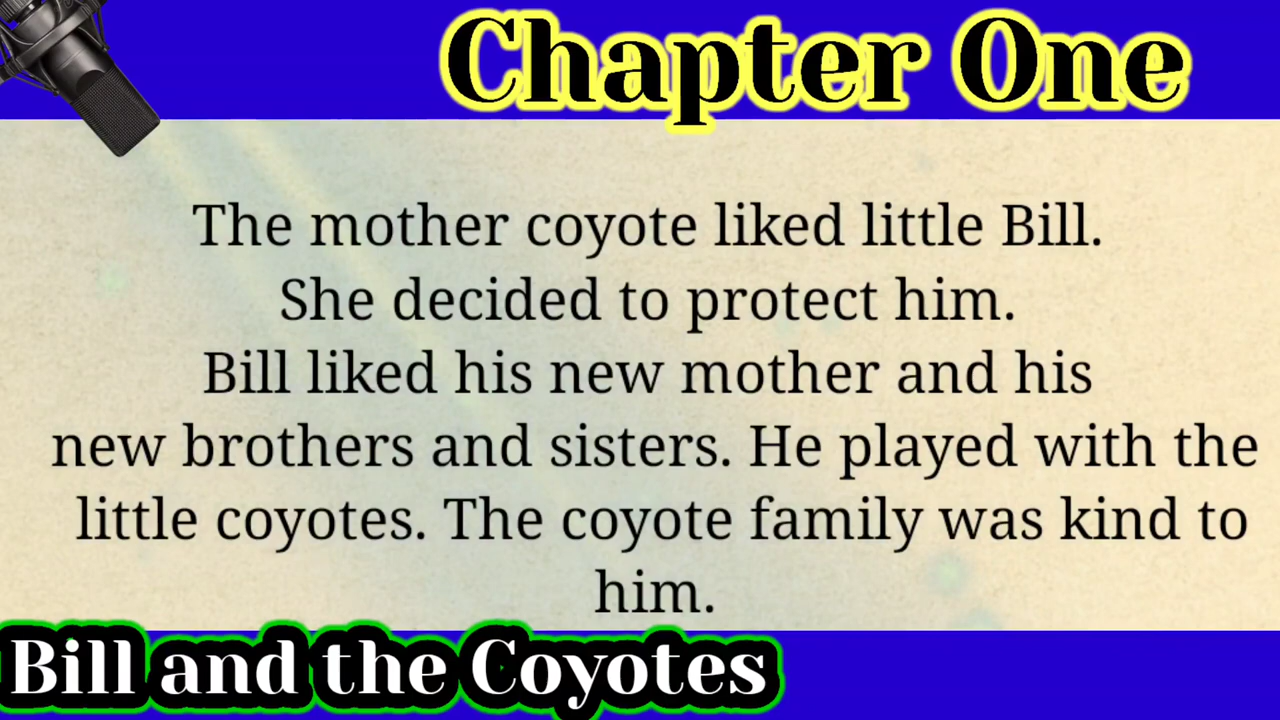 Chapter One
The mother coyote liked little Bill.
She decided to protect him.
Bill liked his new mother and his
new brothers and sisters. He played with the
little coyotes. The coyote family was kind to
him.
Bill and the Coyotes